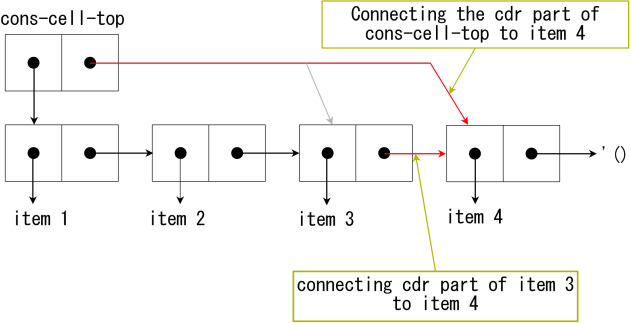 cons-cell-top
Connecting the cdr part of
cons-cell-top to item 4
'()
item 1
item 2
item 3
item 4
connecting cdr part of item 3
to item 4